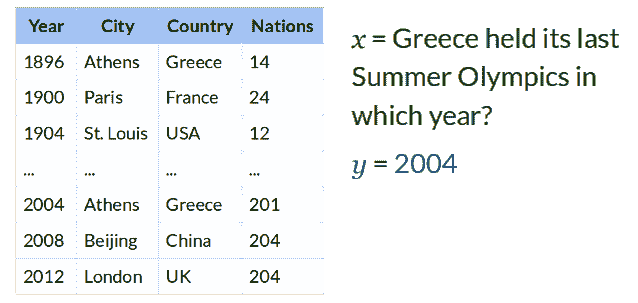 Year City Country Nations
1896 Athens Greece 14
1900 Paris France 24
1904 St. Louis USA 12
... ... ... ...
2004 Athens Greece 201
2008 Beijing China 204
2012 London UK 204
x = Greece held its last
Summer Olympics in
which year?
y = 2004